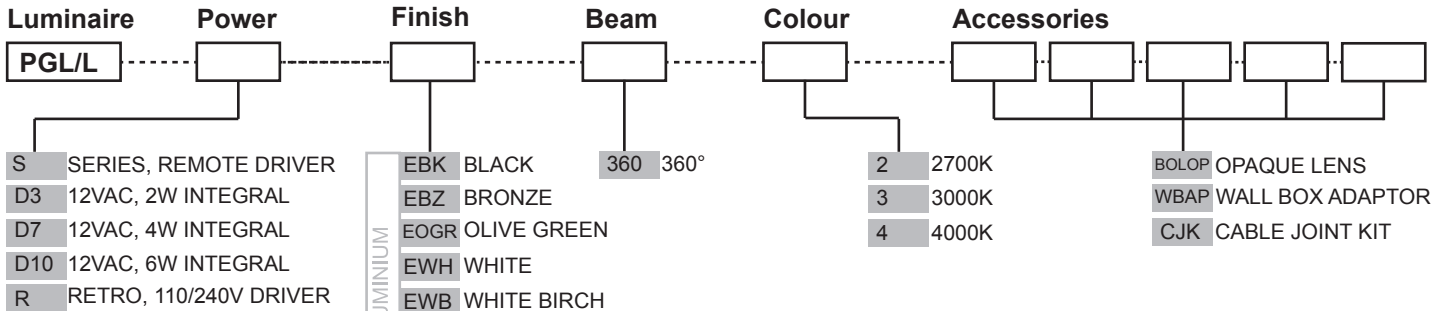 Luminaire Power Finish Beam Colour Accessories
PGL/L
S SERIES, REMOTE DRIVER EBK BLACK 360 360° 2 2700K BOLOP OPAQUE LENS
D3 12VAC, 2W INTEGRAL EBZ BRONZE 3 3000K WBAP WALL BOX ADAPTOR
D7 12VAC, 4W INTEGRAL EOGR OLIVE GREEN 4 4000K CJK CABLE JOINT KIT
D10 12VAC, 6W INTEGRAL EWH WHITE
R RETRO, 110/240V DRIVER EWB WHITE BIRCH